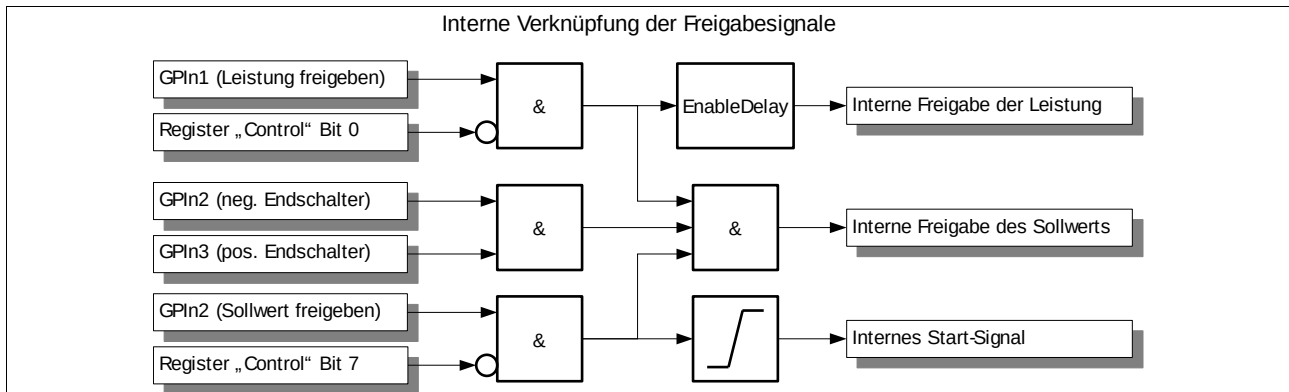 Interne Verknüpfung der Freigabesignale
GPIn1 (Leistung freigeben)
&
EnableDelay
Interne Freigabe der Leistung
Register „Control“ Bit 0
GPIn2 (neg. Endschalter)
&
&
Interne Freigabe des Sollwerts
GPIn3 (pos. Endschalter)
GPIn2 (Sollwert freigeben)
&
Internes Start-Signal
Register „Control“ Bit 7